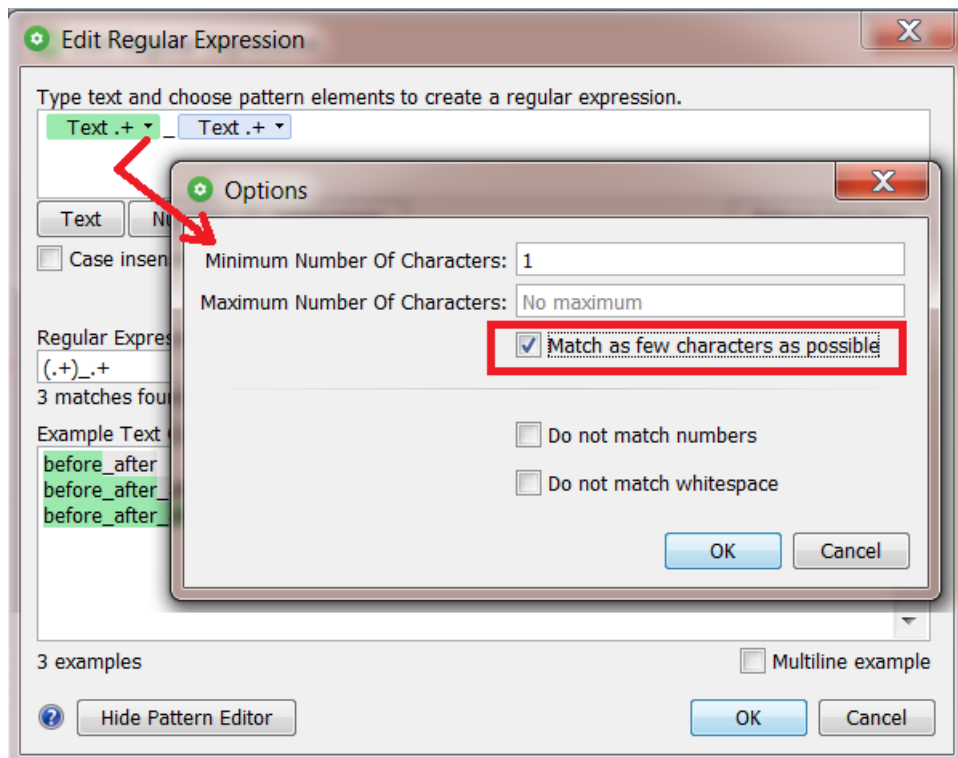 Edit Regular Expression
Type text and choose pattern elements to create a regular expression.
Text .+ _ Text .+
Options
Text
Minimum Number Of Characters: 1
Case insen
Maximum Number Of Characters: No maximum
Regular Expres
Match as few characters as possible
(.+)_.+
3 matches fou
Example Text
Do not match numbers
before_after
before_after_
Do not match whitespace
before_after_
OK Cancel
3 examples Multiline example
Hide Pattern Editor OK Cancel